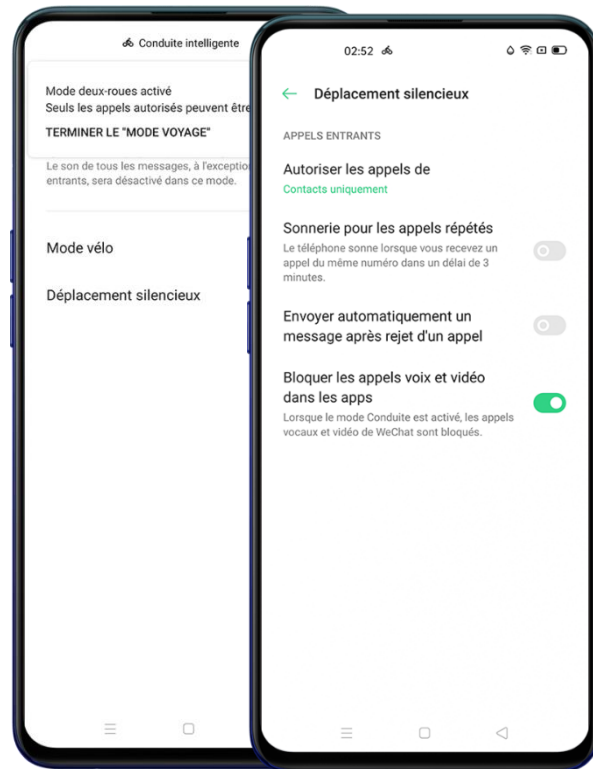 Conduite intelligente
Mode deux-roues activé
Seuls les appels autorisés peuvent être
TERMINER LE "MODE VOYAGE"
Le son de tous les messages, à l'exception
entrants, sera désactivé dans ce mode.
Mode vélo
Déplacement silencieux
02:52
Déplacement silencieux
APPELS ENTRANTS
Autoriser les appels de
Contacts uniquement
Sonnerie pour les appels répétés
Le téléphone sonne lorsque vous recevez un
appel du même numéro dans un délai de 3
minutes.
Envoyer automatiquement un
message après rejet d'un appel
Bloquer les appels voix et vidéo
dans les apps
Lorsque le mode Conduite est activé, les appels
vocaux et vidéo de WeChat sont bloqués.